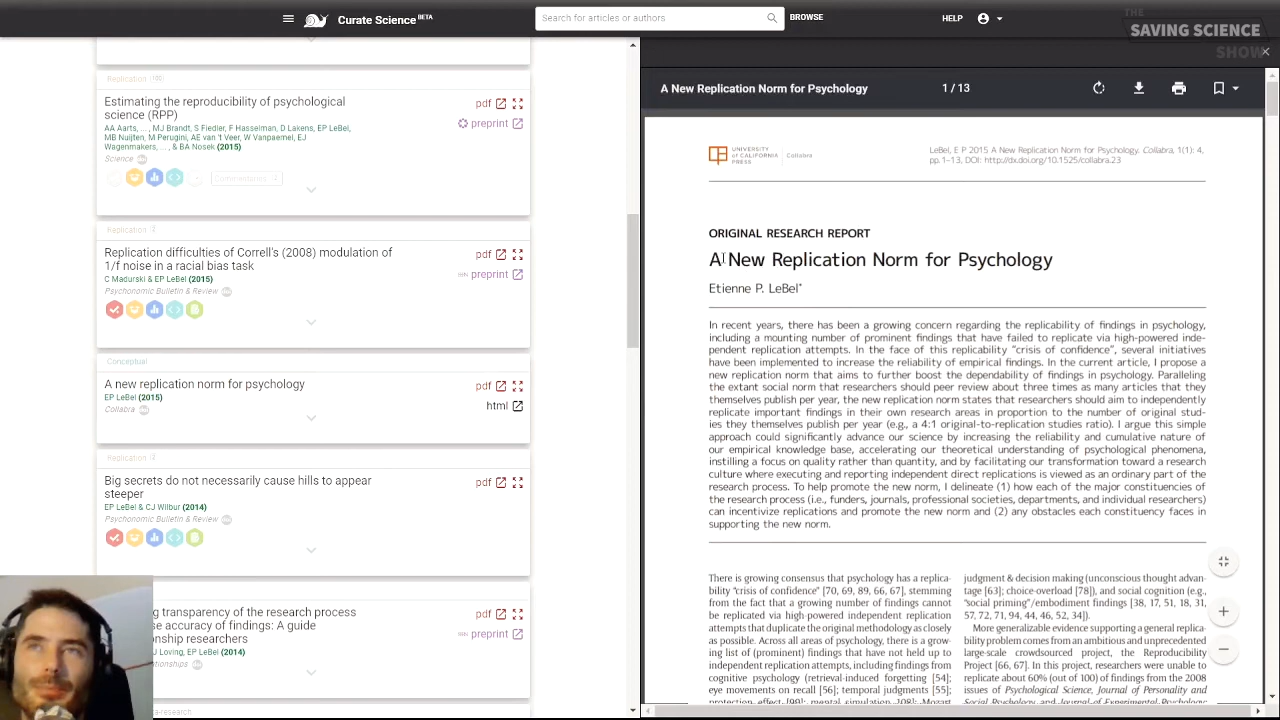 Curate Science BETA
Search for articles or authors
BROWSE
HELP
THE
SAVING SCIENCE
SHOW
Replication
Estimating the reproducibility of psychological
science (RPP)
pdf
preprint
AA Aarts, ... , MJ Brandt, S Fiedler, F Hasselman, D Lakens, EP LeBel,
MB Nuijten, M Perugini, AE van 't Veer, W Vanpaemel, EJ
Wagenmakers, ... , & BA Nosek (2015)
Science
Commentaries
Replication
Replication difficulties of Correll's (2008) modulation of
1/f noise in a racial bias task
pdf
preprint
C Madurski & EP LeBel (2015)
Psychonomic Bulletin & Review
Conceptual
A new replication norm for psychology
pdf
html
EP LeBel (2015)
Collabra
Replication
Big secrets do not necessarily cause hills to appear
steeper
pdf
EP LeBel & CJ Wilbur (2014)
Psychonomic Bulletin & Review
g transparency of the research process
se accuracy of findings: A guide
onship researchers
pdf
preprint
J Loving, EP LeBel (2014)
ationships
ta-research
A New Replication Norm for Psychology
1 / 13
UNIVERSITY
of CALIFORNIA
PRESS
Collabra
LeBel, E P 2015 A New Replication Norm for Psychology. Collabra, 1(1): 4,
pp. 1–13, DOI: http://dx.doi.org/10.1525/collabra.23
ORIGINAL RESEARCH REPORT
A New Replication Norm for Psychology
Etienne P. LeBel*
In recent years, there has been a growing concern regarding the replicability of findings in psychology,
including a mounting number of prominent findings that have failed to replicate via high-powered inde-
pendent replication attempts. In the face of this replicability “crisis of confidence”, several initiatives
have been implemented to increase the reliability of empirical findings. In the current article, I propose a
new replication norm that aims to further boost the dependability of findings in psychology. Paralleling
the extant social norm that researchers should peer review about three times as many articles that they
themselves publish per year, the new replication norm states that researchers should aim to independently
replicate important findings in their own research areas in proportion to the number of original stud-
ies they themselves publish per year (e.g., a 4:1 original-to-replication studies ratio). I argue this simple
approach could significantly advance our science by increasing the reliability and cumulative nature of
our empirical knowledge base, accelerating our theoretical understanding of psychological phenomena,
instilling a focus on quality rather than quantity, and by facilitating our transformation toward a research
culture where executing and reporting independent direct replications is viewed as an ordinary part of the
research process. To help promote the new norm, I delineate (1) how each of the major constituencies of
the research process (i.e., funders, journals, professional societies, departments, and individual researchers)
can incentivize replications and promote the new norm and (2) any obstacles each constituency faces in
supporting the new norm.
There is growing consensus that psychology has a replica-
bility “crisis of confidence” [70, 69, 89, 66, 67], stemming
from the fact that a growing number of findings cannot
be replicated via high-powered independent replication
attempts that duplicate the original methodology as closely
as possible. Across all areas of psychology, there is a grow-
ing list of (prominent) findings that have not held up to
independent replication attempts, including findings from
cognitive psychology (retrieval-induced forgetting [54];
eye movements on recall [56]; temporal judgments [55];
protection effect [99]; mental simulation [108]; Mozart
judgment & decision making (unconscious thought advan-
tage [63]; choice-overload [78]), and social cognition (e.g.,
“social priming”/embodiment findings [38, 17, 51, 18, 31,
57, 72, 71, 94, 44, 46, 52, 34]).
More generalizable evidence supporting a general replica-
bility problem comes from an ambitious and unprecedented
large-scale crowdsourced project, the Reproducibility
Project [66, 67]. In this project, researchers were unable to
replicate about 60% (out of 100) of findings from the 2008
issues of Psychological Science, Journal of Personality and
Social Psychology, and Journal of Experimental Psychology